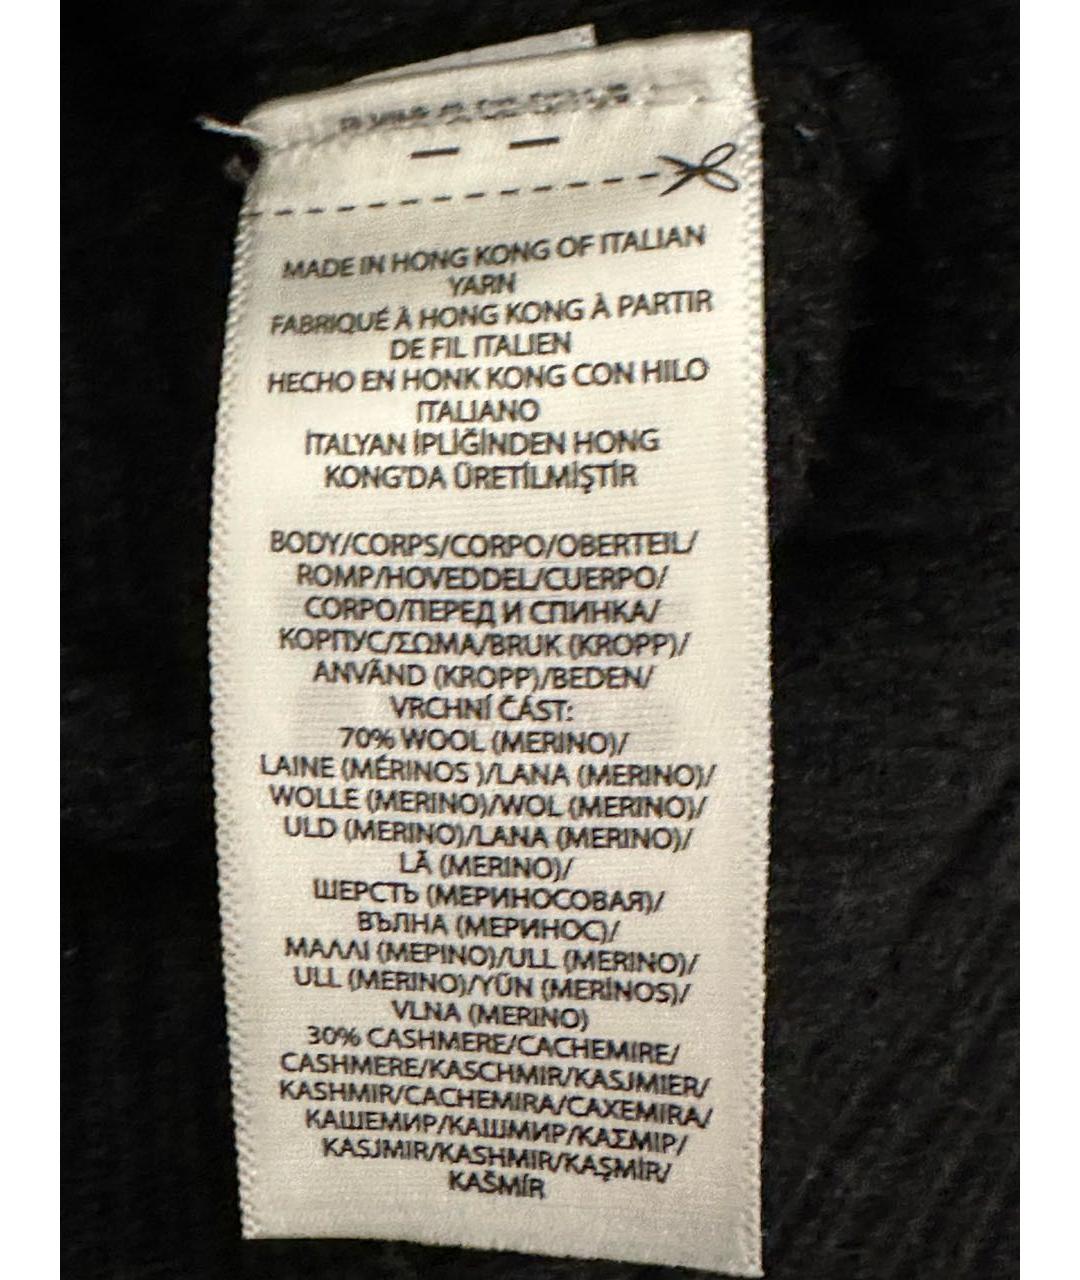 MADE IN HONG KONG OF ITALIAN
YARN
FABRIQUÉ À HONG KONG À PARTIR
DE FIL ITALIEN
HECHO EN HONK KONG CON HILO
ITALIANO
İTALYAN İPLİĞİNDEN HONG
KONG'DA ÜRETİLMİŞTİR
BODY/CORPS/CORPO/OBERTEIL/
ROMP/HOVEDDEL/CUERPO/
CORPO/ПЕРЕД И СПИНКА/
КОРПУС/ΣΩΜΑ/BRUK (KROPP)/
ANVÄND (KROPP)/BEDEN/
VRCHNÍ ČÁST:
70% WOOL (MERINO)/
LAINE (MÉRINOS )/LANA (MERINO)/
WOLLE (MERINO)/WOL (MERINO)/
ULD (MERINO)/LANA (MERINO)/
LÃ (MERINO)/
ШЕРСТЬ (МЕРИНОСОВАЯ)/
ВЪЛНА (МЕРИНОС)/
ΜΑΛΛΙ (ΜΕΡΙΝΟ)/ULL (MERINO)/
ULL (MERINO)/YÜN (MERİNOS)/
VLNA (MERINO)
30% CASHMERE/CACHEMIRE/
CASHMERE/KASCHMIR/KASJMIER/
KASHMIR/CACHEMIRA/CAXEMIRA/
КАШЕМИР/КАШМИР/ΚΑΣΜΙΡ/
KASJMIR/KASHMIR/KAŞMİR/
KAŠMÍR